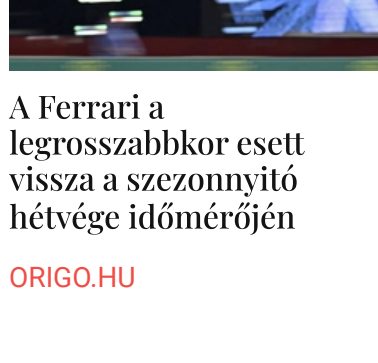 A Ferrari a
legrosszabbkor esett
vissza a szezonnyitó
hétvége időmérőjén
ORIGO.HU